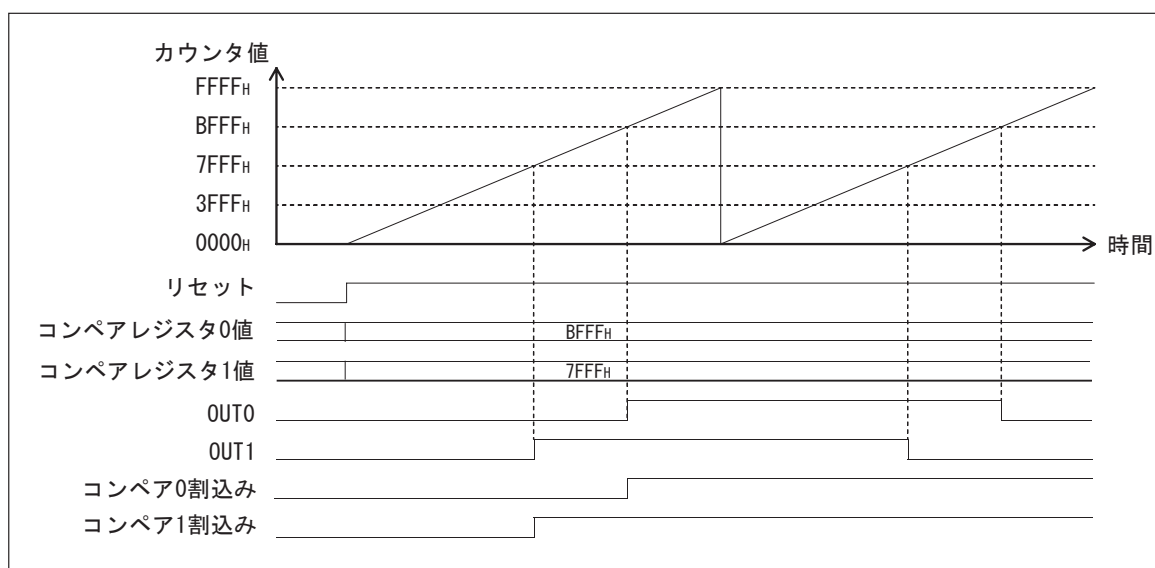 カウンタ値
FFFFH
BFFFH
7FFFH
3FFFH
0000H
時間
リセット
コンペアレジスタ0値
BFFFH
コンペアレジスタ1値
7FFFH
OUT0
OUT1
コンペア0割込み
コンペア1割込み